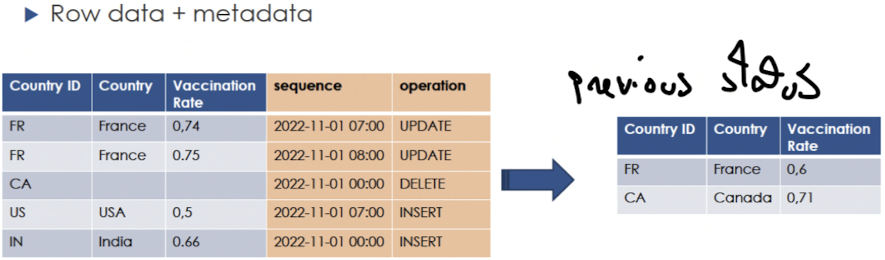 Row data + metadata
previous status
Country ID Country Vaccination Rate sequence operation
FR France 0,74 2022-11-01 07:00 UPDATE
FR France 0.75 2022-11-01 08:00 UPDATE
CA 2022-11-01 00:00 DELETE
US USA 0,5 2022-11-01 07:00 INSERT
IN India 0.66 2022-11-01 00:00 INSERT
Country ID Country Vaccination Rate
FR France 0,6
CA Canada 0,71